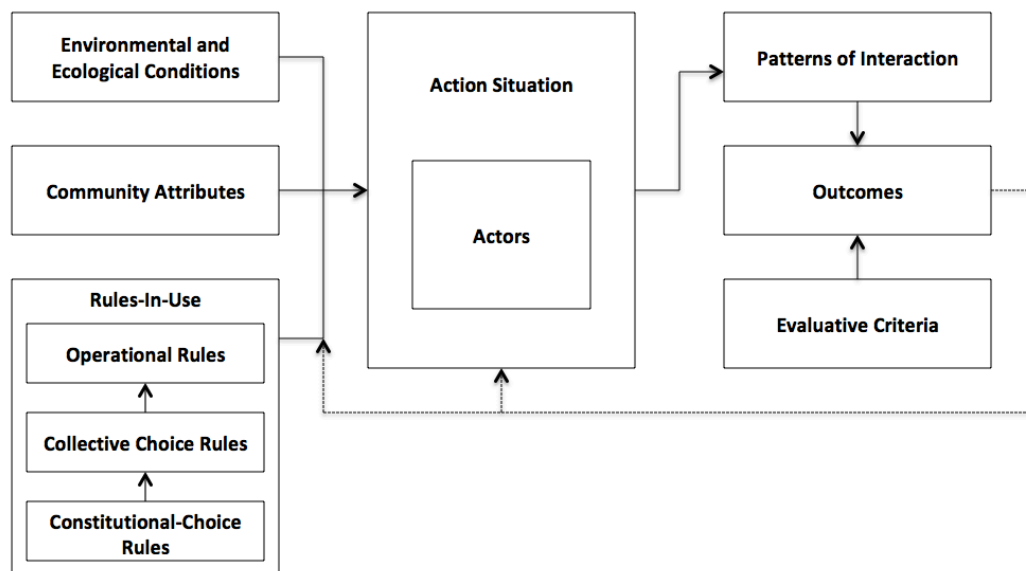 Environmental and
Ecological Conditions
Community Attributes
Rules-In-Use
Operational Rules
Collective Choice Rules
Constitutional-Choice
Rules
Action Situation
Actors
Patterns of Interaction
Outcomes
Evaluative Criteria